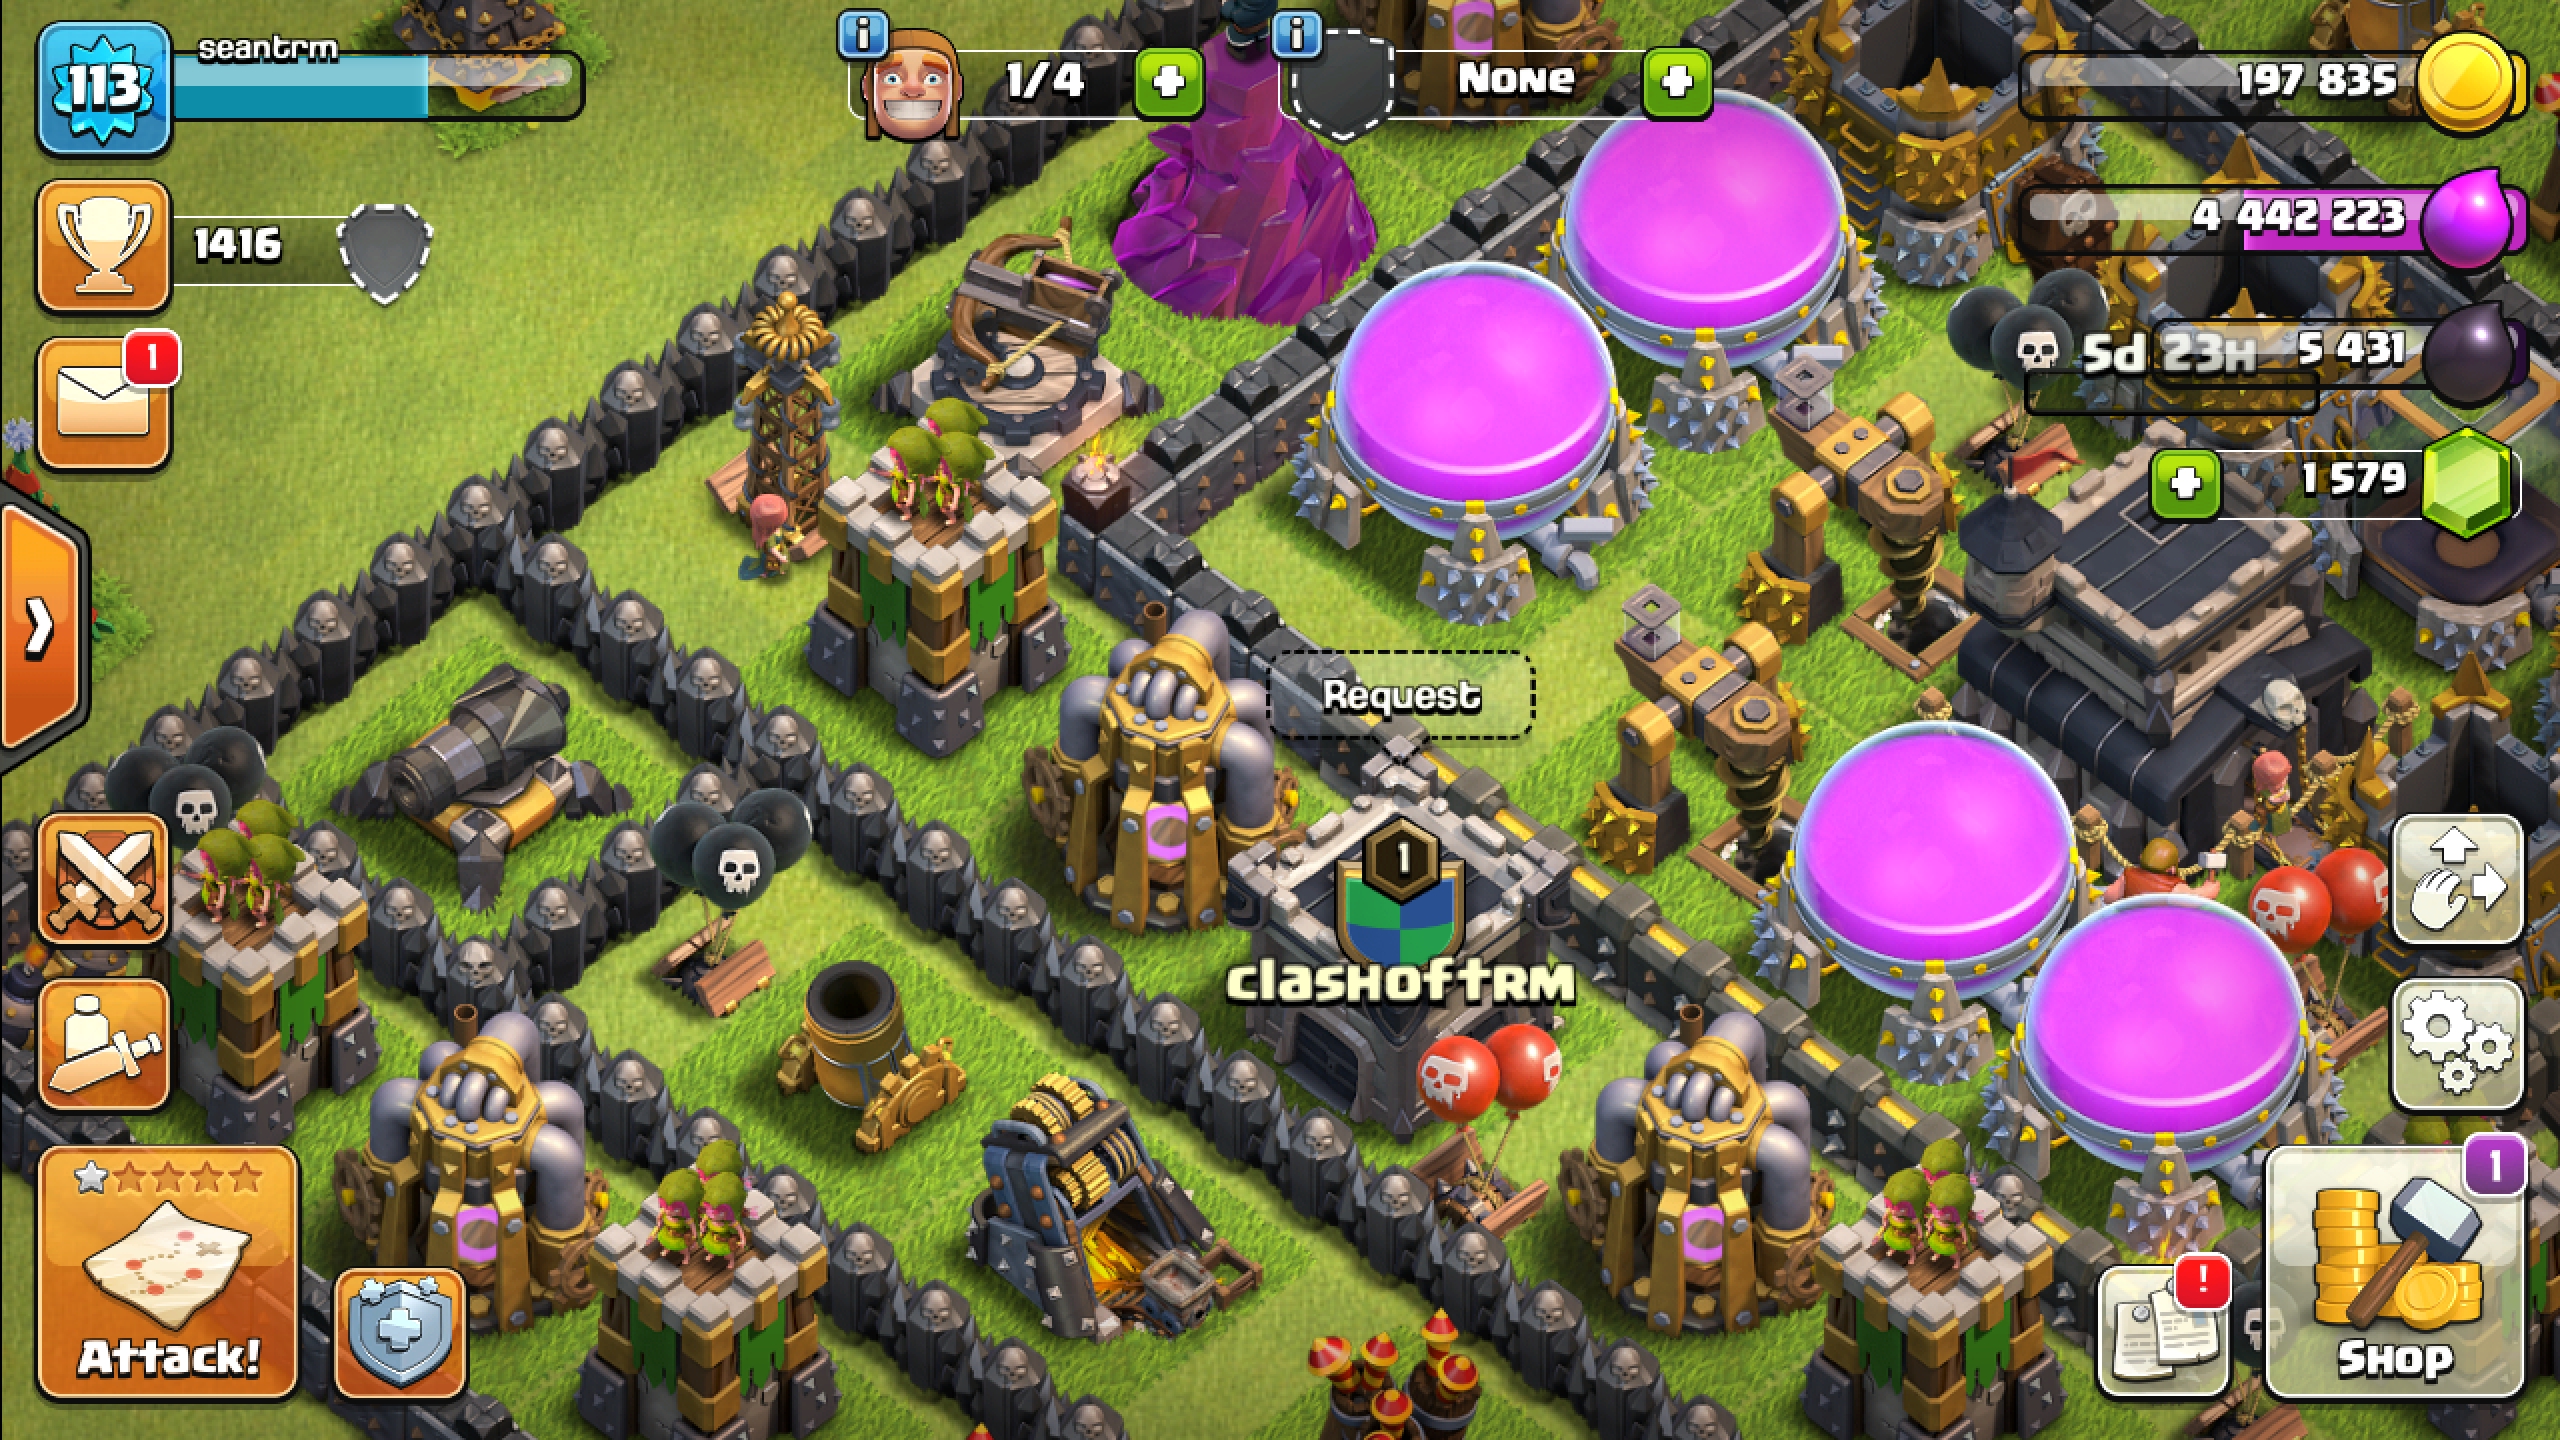 113
seantrm
1/4
None
197 835
1416
4 442 223
1
5d 23H
5 431
1 579
Request
1
clashoftRM
1
!
Attack!
Shop